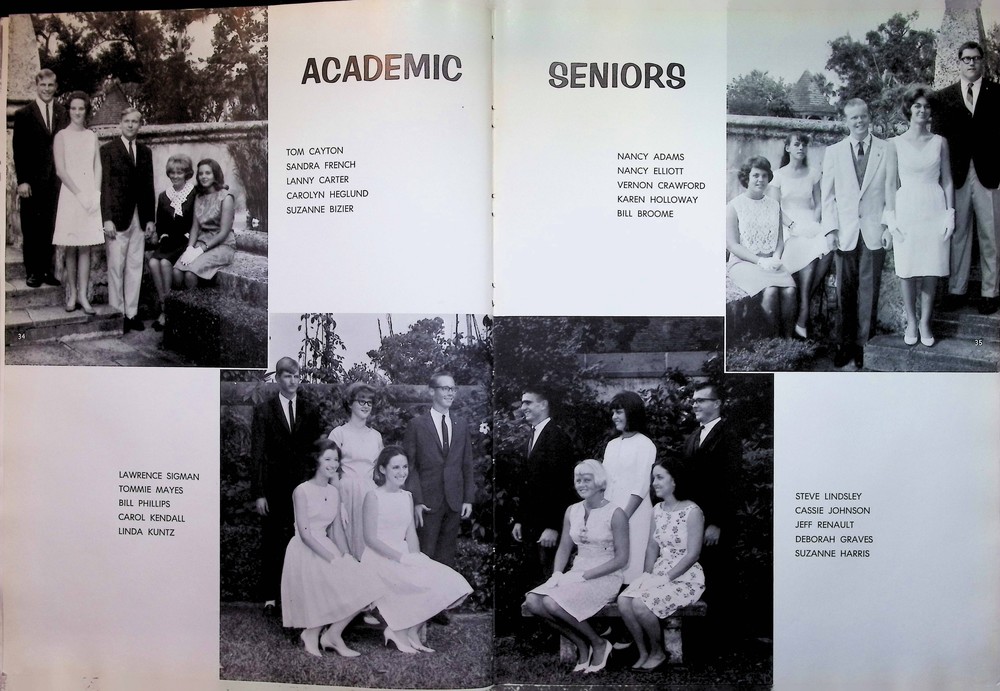 ACADEMIC SENIORS
TOM CAYTON
SANDRA FRENCH
LANNY CARTER
CAROLYN HEGLUND
SUZANNE BIZIER
NANCY ADAMS
NANCY ELLIOTT
VERNON CRAWFORD
KAREN HOLLOWAY
BILL BROOME
34
35
LAWRENCE SIGMAN
TOMMIE MAYES
BILL PHILLIPS
CAROL KENDALL
LINDA KUNTZ
STEVE LINDSLEY
CASSIE JOHNSON
JEFF RENAULT
DEBORAH GRAVES
SUZANNE HARRIS